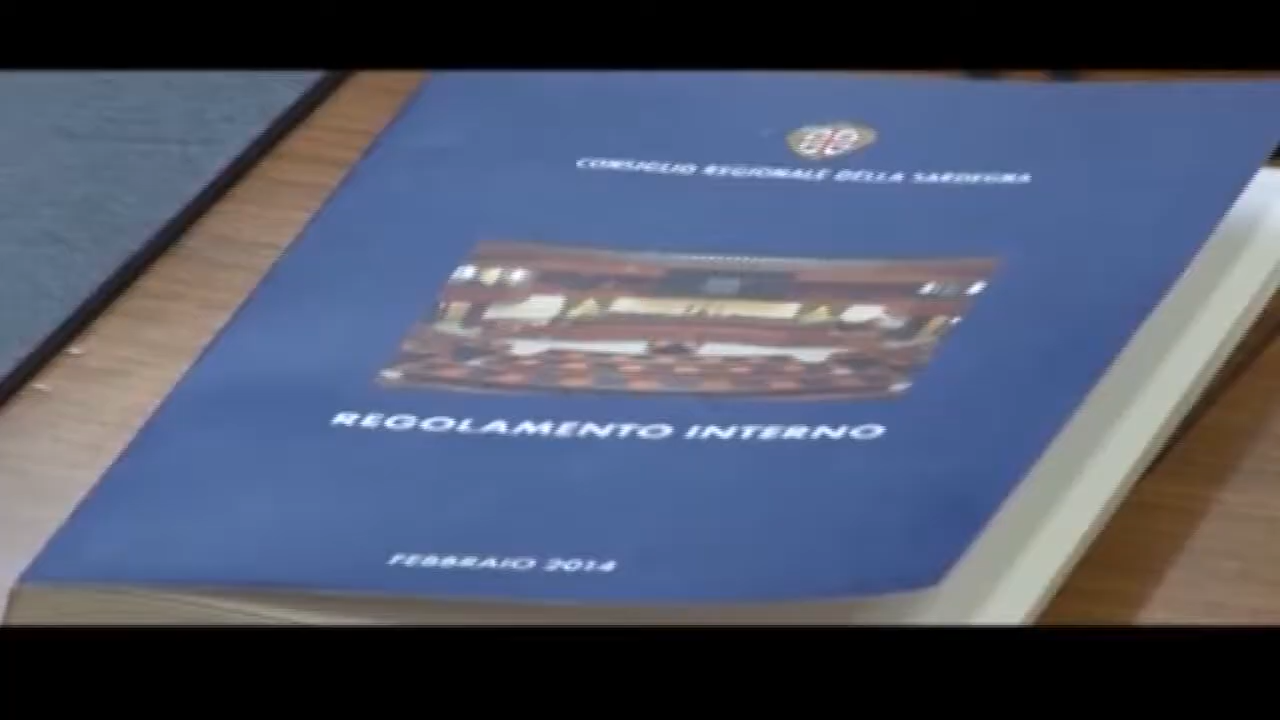 CONSIGLIO REGIONALE DELLA SARDEGNA
REGOLAMENTO INTERNO
FEBBRAIO 2014